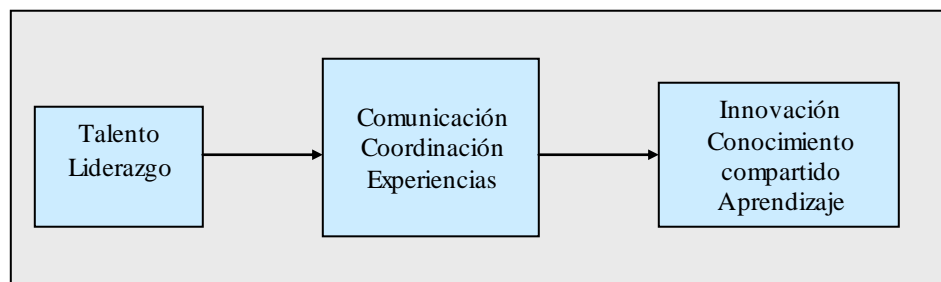 Talento
Liderazgo
Comunicación
Coordinación
Experiencias
Innovación
Conocimiento
compartido
Aprendizaje